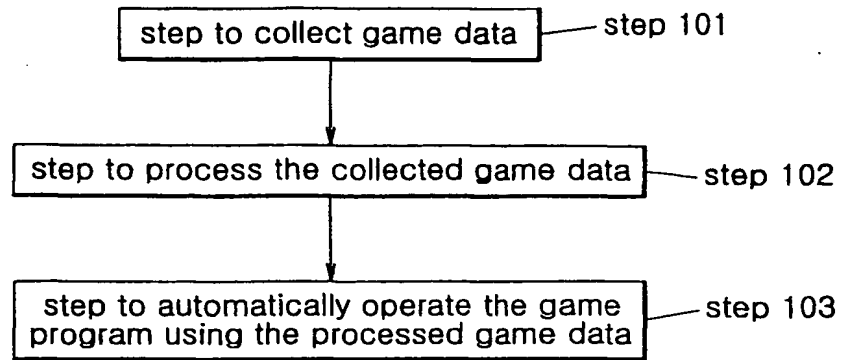 step to collect game data
step 101
step to process the collected game data
step 102
step to automatically operate the game
program using the processed game data
step 103